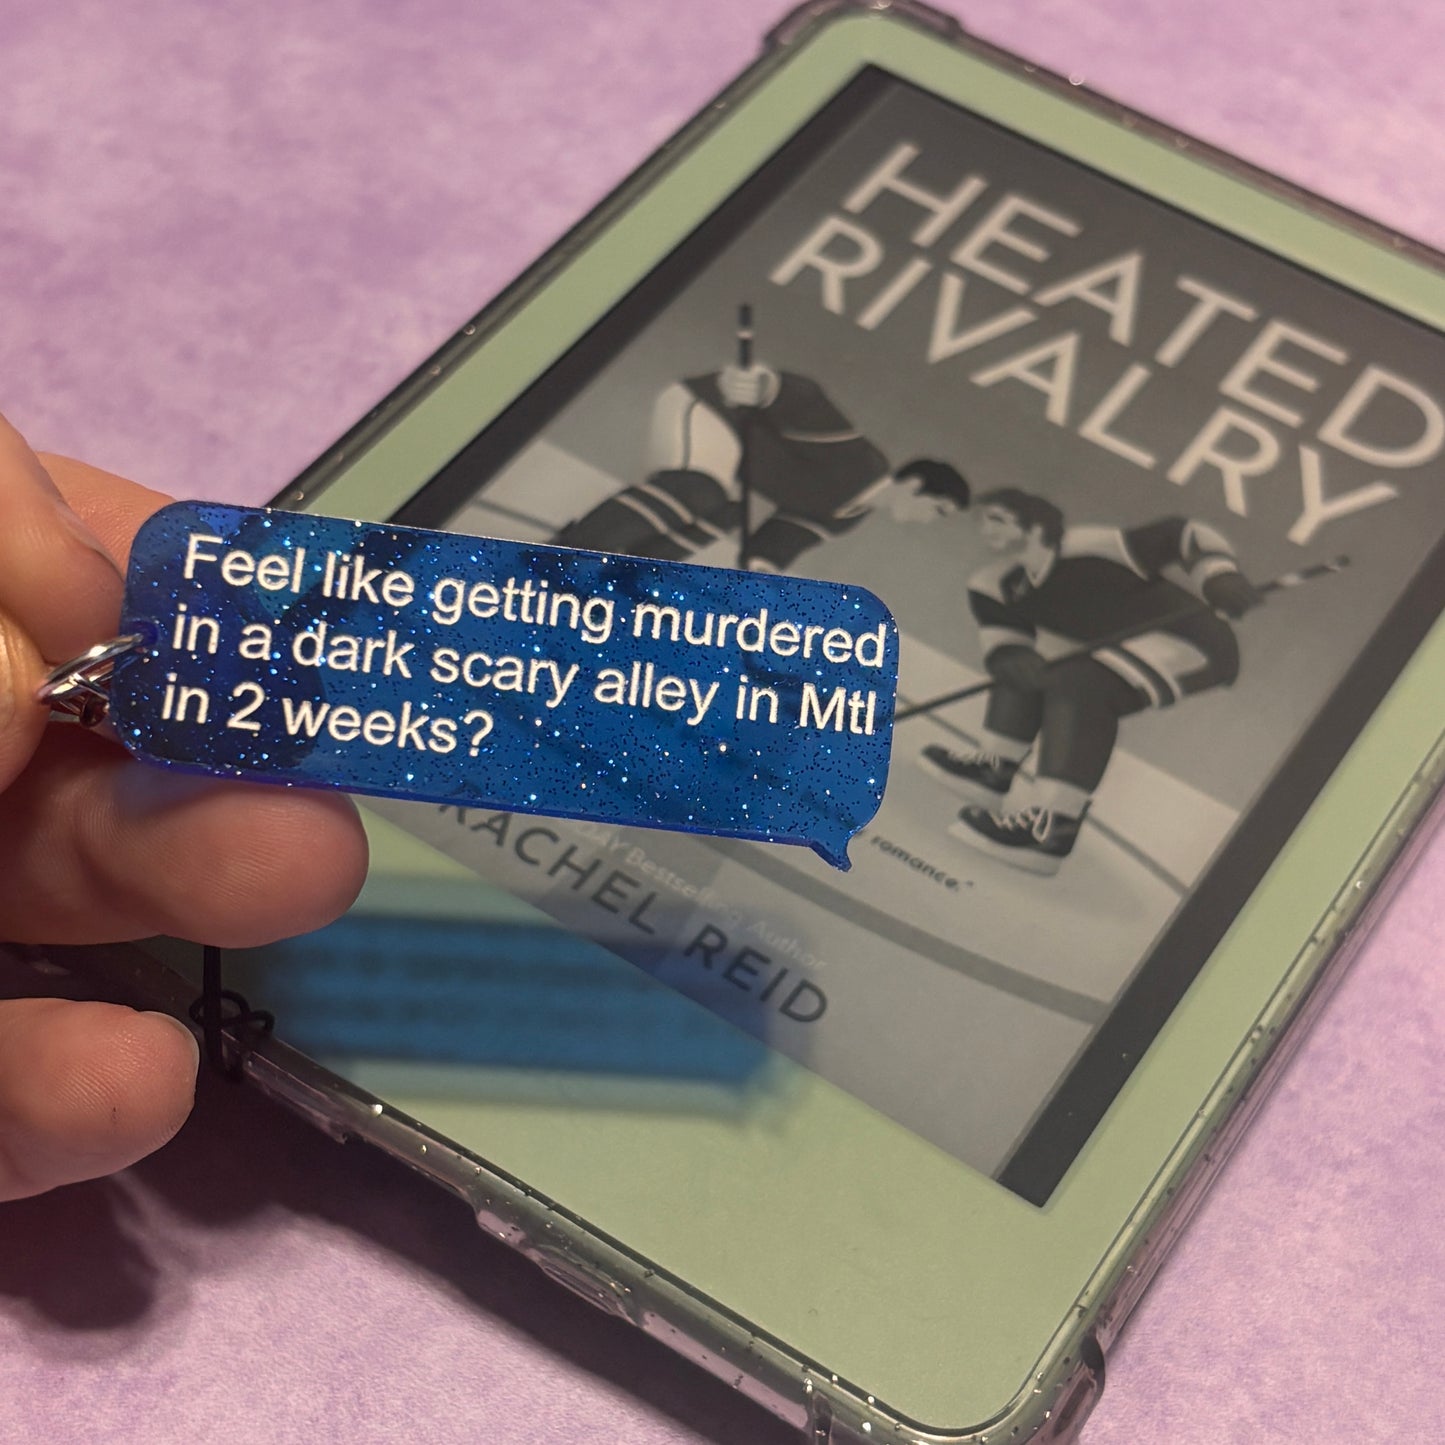 HEATED
RIVALRY
Feel like getting murdered
in a dark scary alley in Mtl
in 2 weeks?
romance."
Bestselling Author
RACHEL REID